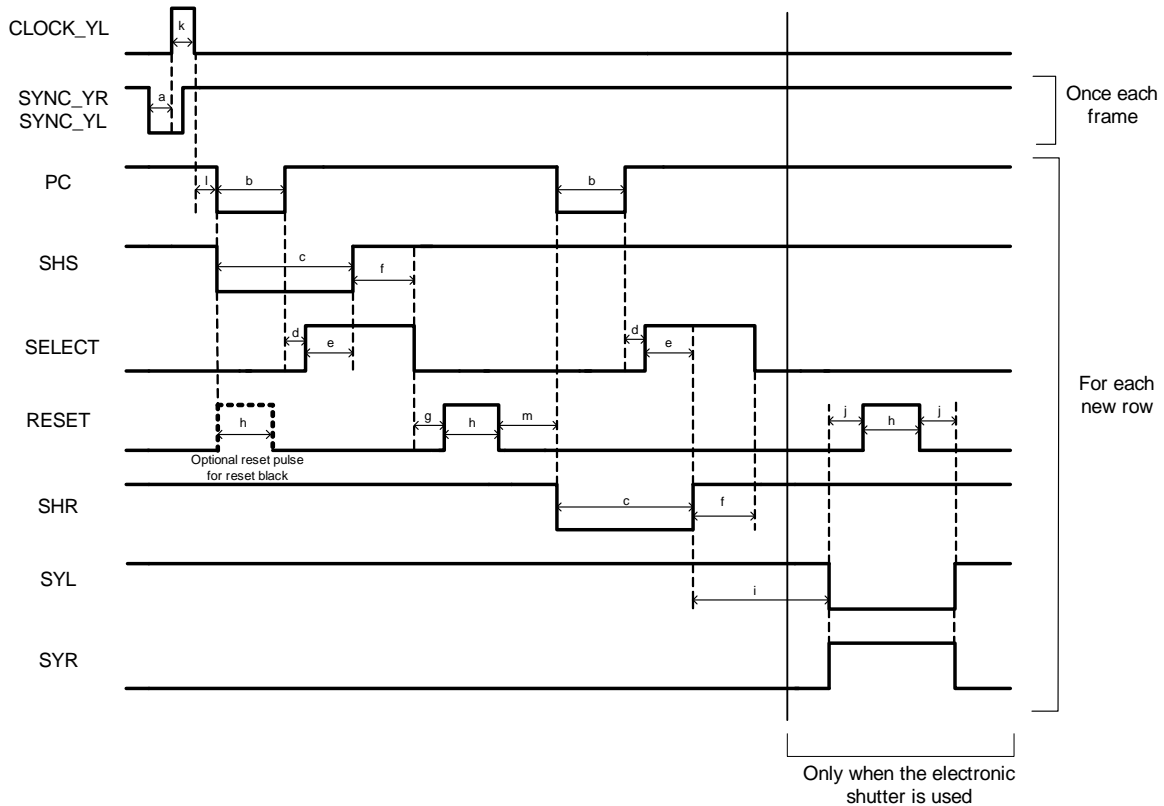 CLOCK_YL
k
SYNC_YR
SYNC_YL
a
Once each
frame
PC
l
b
b
SHS
c
f
SELECT
d
e
d
e
For each
new row
RESET
h
g
h
m
j
h
j
Optional reset pulse
for reset black
SHR
c
f
SYL
i
SYR
Only when the electronic
shutter is used